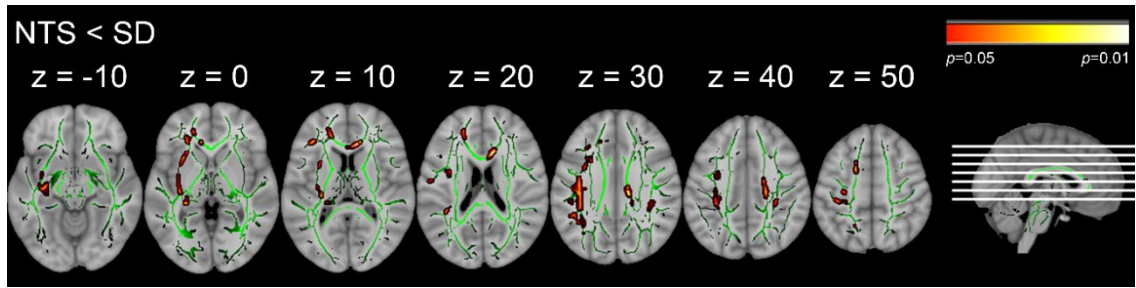 NTS < SD
p=0.05 p=0.01
z = -10 z = 0 z = 10 z = 20 z = 30 z = 40 z = 50